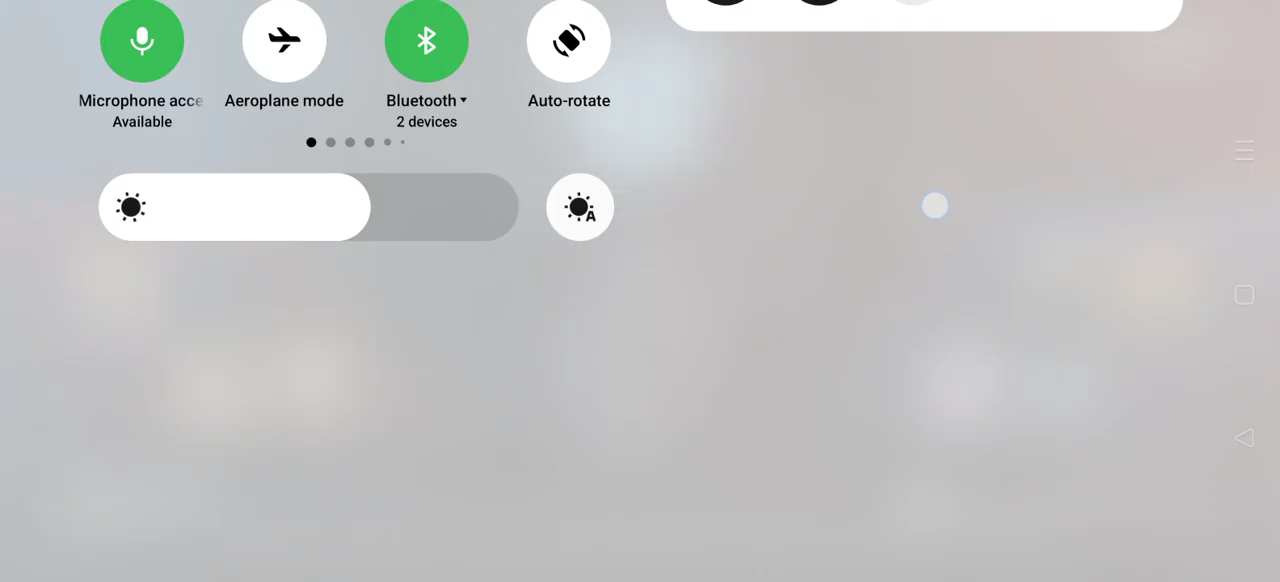 Microphone acce
Aeroplane mode
Bluetooth
Auto-rotate
Available
2 devices
A